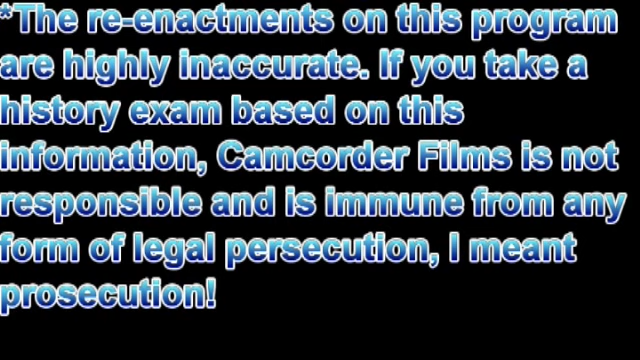 *The re-enactments on this program
are highly inaccurate. If you take a
history exam based on this
information, Camcorder Films is not
responsible and is immune from any
form of legal persecution, I meant
prosecution!